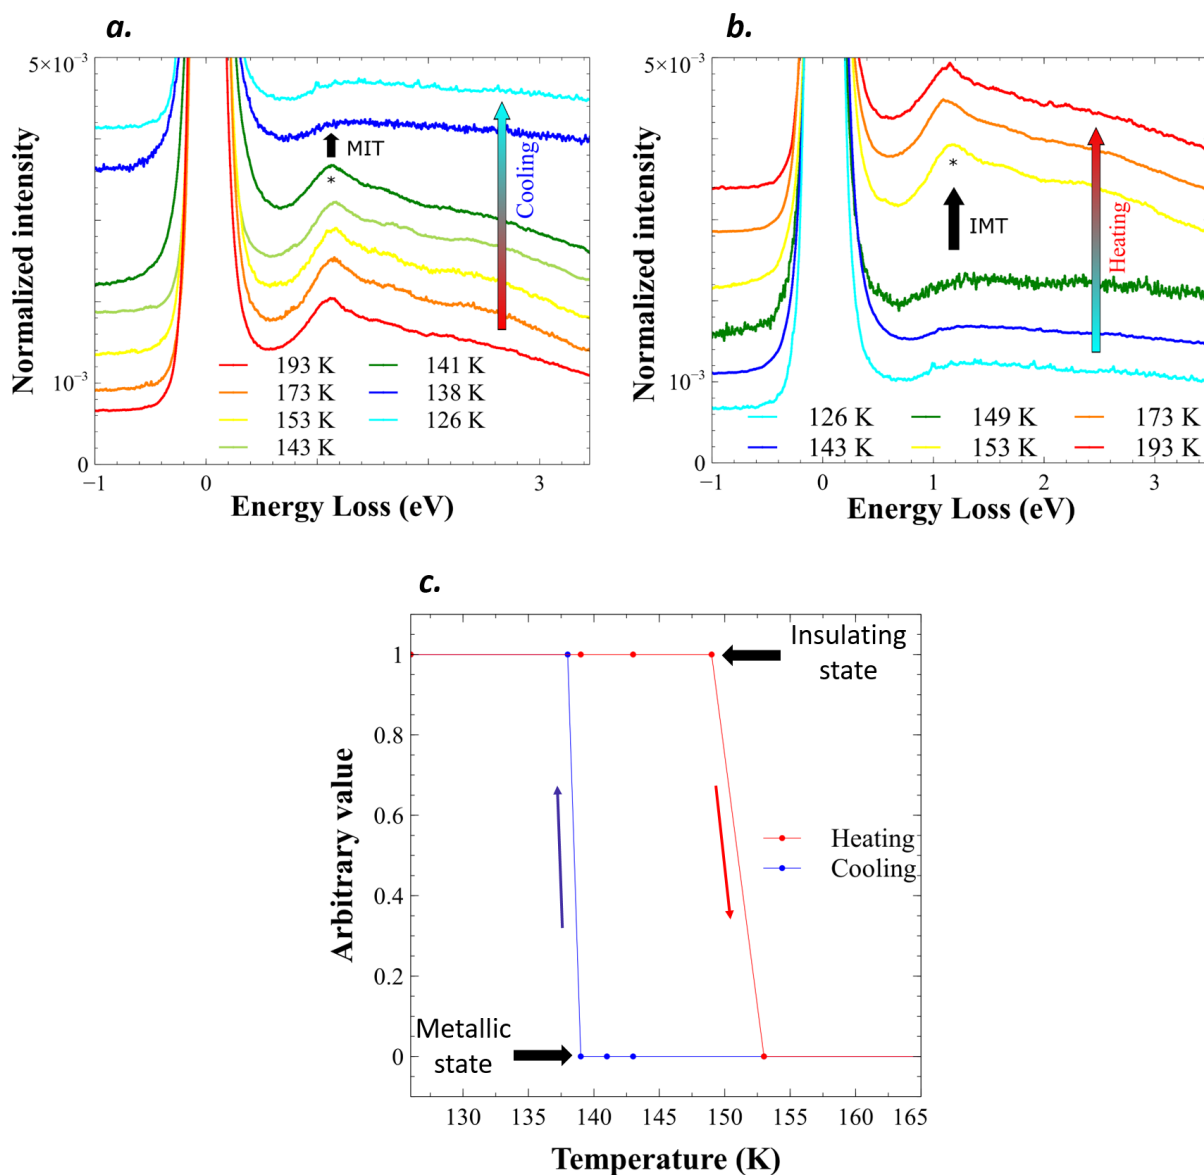 a.
5×10⁻³
10⁻³
0
Normalized intensity
MIT
*
Cooling
193 K
173 K
153 K
143 K
141 K
138 K
126 K
−1
0
3
Energy Loss (eV)
b.
5×10⁻³
10⁻³
0
Normalized intensity
*
IMT
Heating
126 K
143 K
149 K
153 K
173 K
193 K
−1
0
1
2
3
Energy Loss (eV)
c.
1
0.8
0.6
0.4
0.2
0
Arbitrary value
Insulating
state
Heating
Cooling
Metallic
state
130
135
140
145
150
155
160
165
Temperature (K)